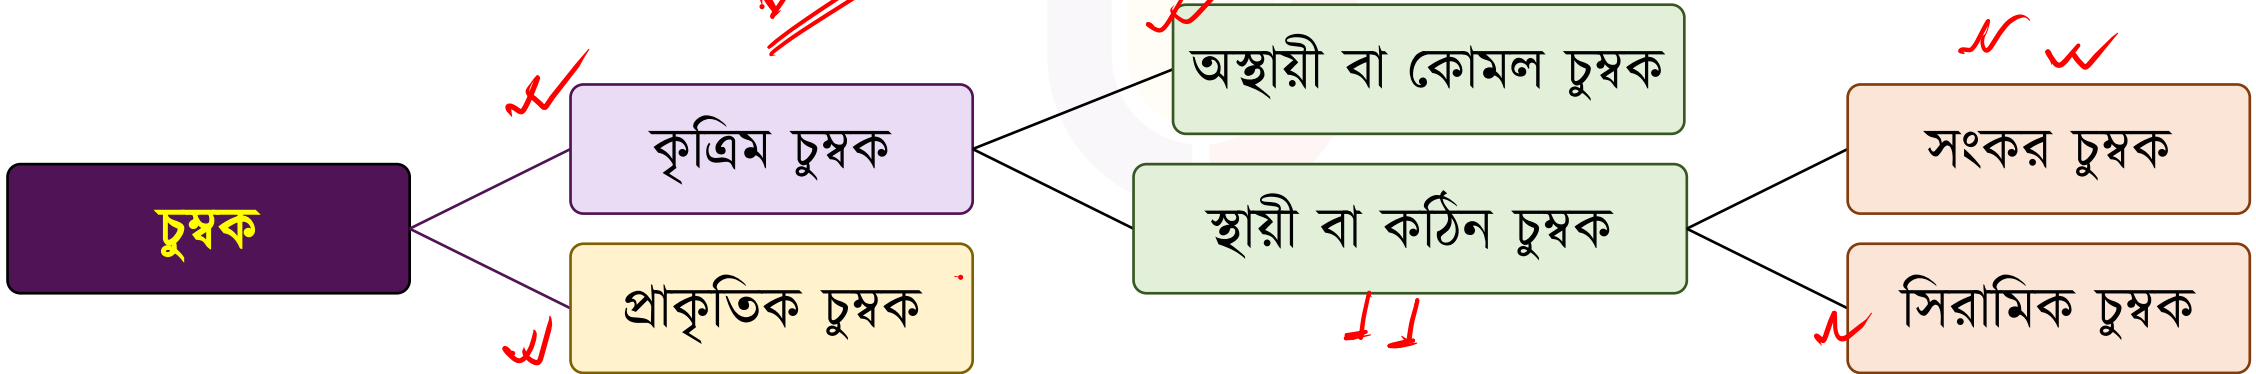 চুম্বক
কৃত্রিম চুম্বক
প্রাকৃতিক চুম্বক
অস্থায়ী বা কোমল চুম্বক
স্থায়ী বা কঠিন চুম্বক
সংকর চুম্বক
সিরামিক চুম্বক